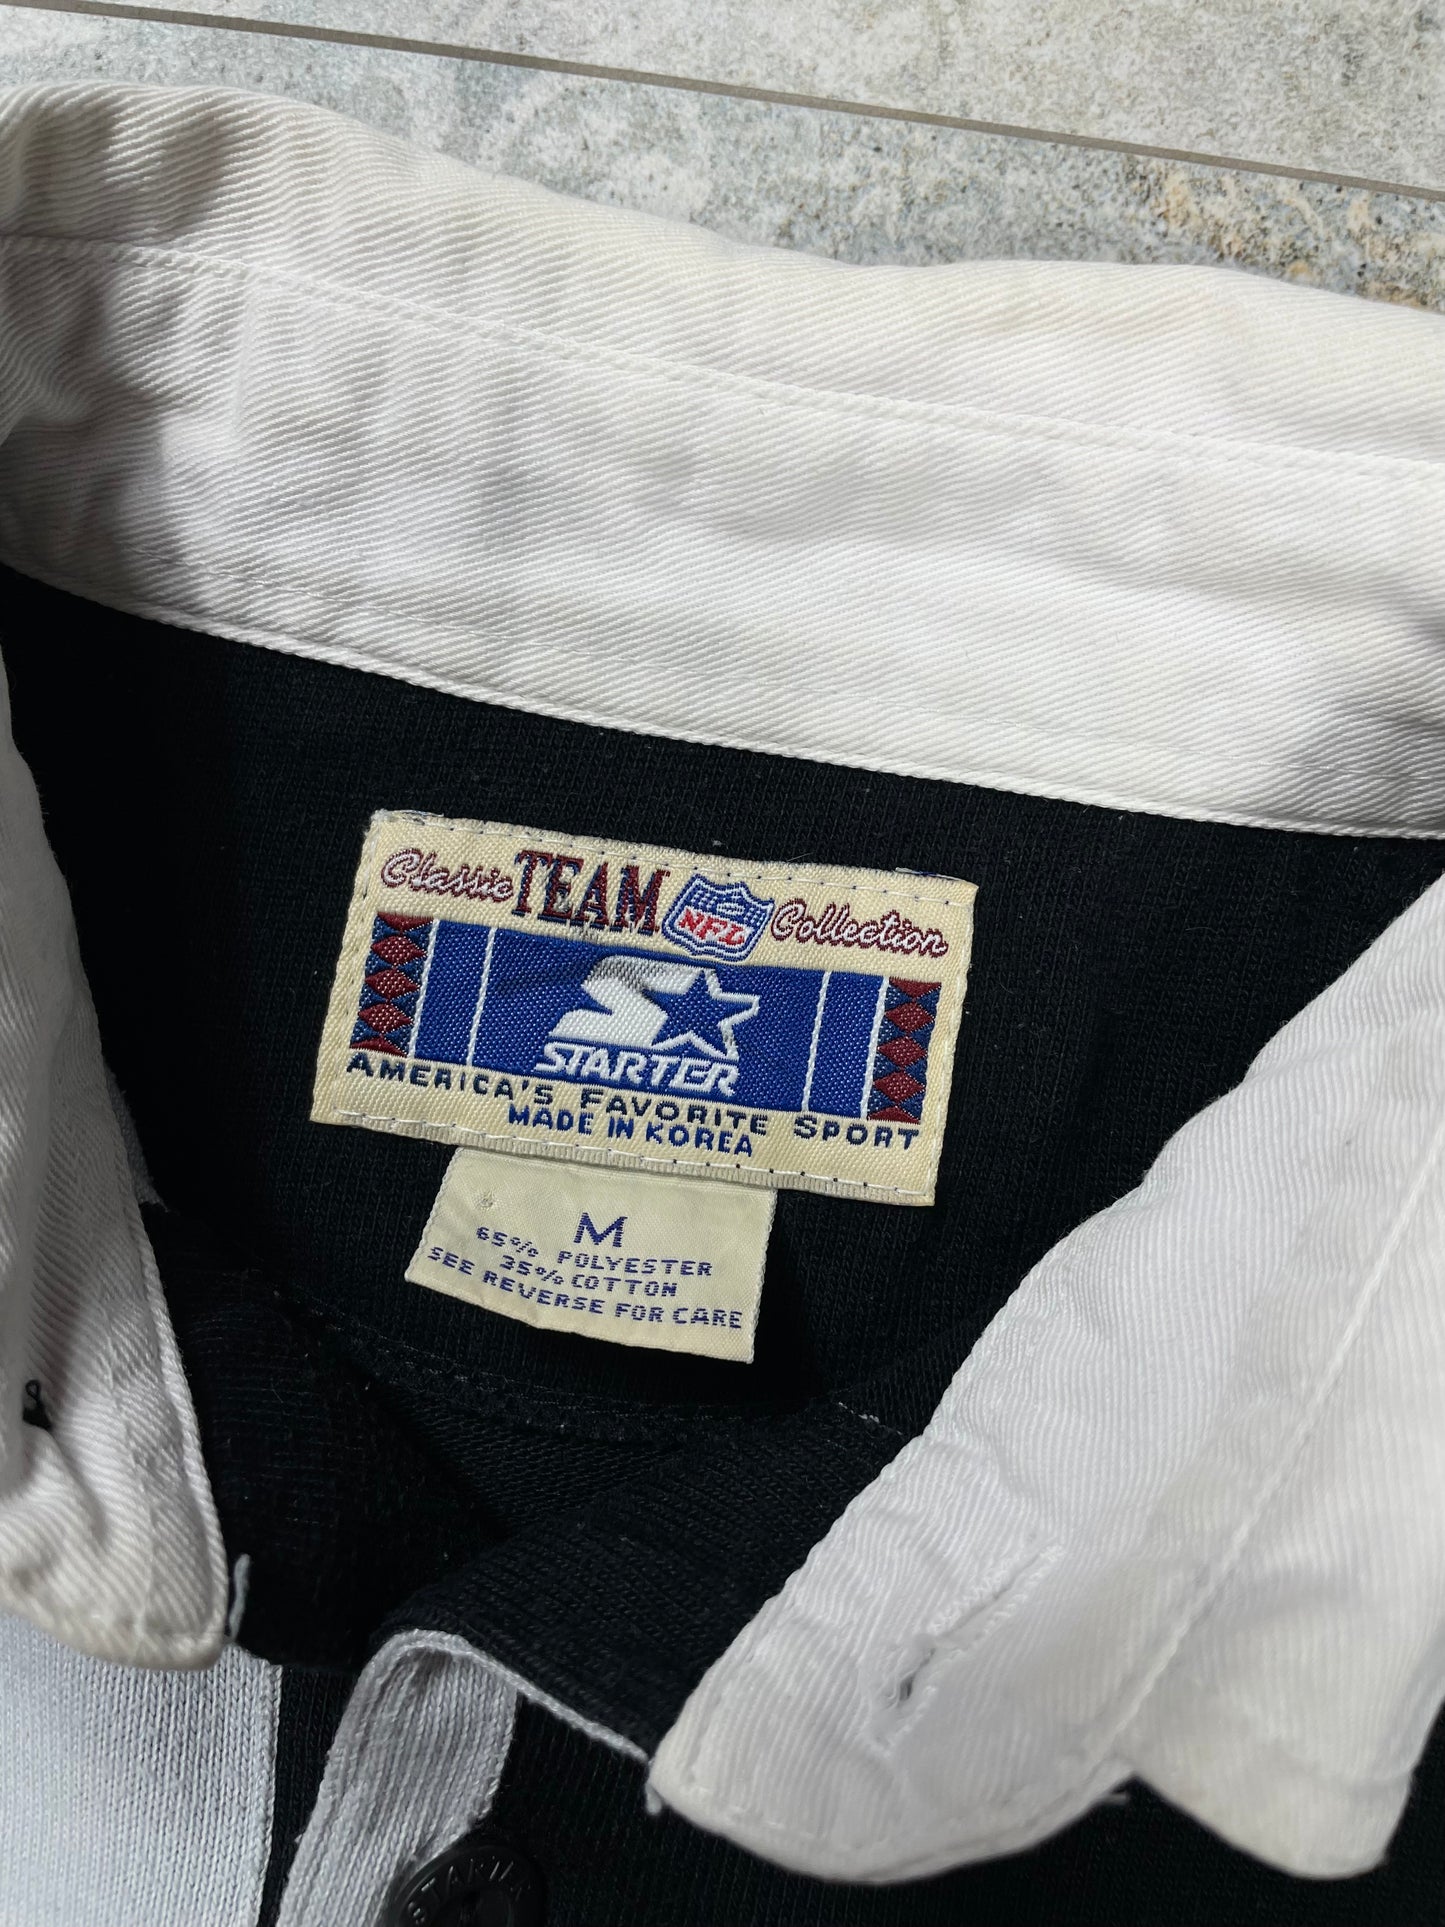 Classic TEAM NFL Collection
STARTER
AMERICA'S FAVORITE SPORT
MADE IN KOREA
M
65% POLYESTER
35% COTTON
SEE REVERSE FOR CARE